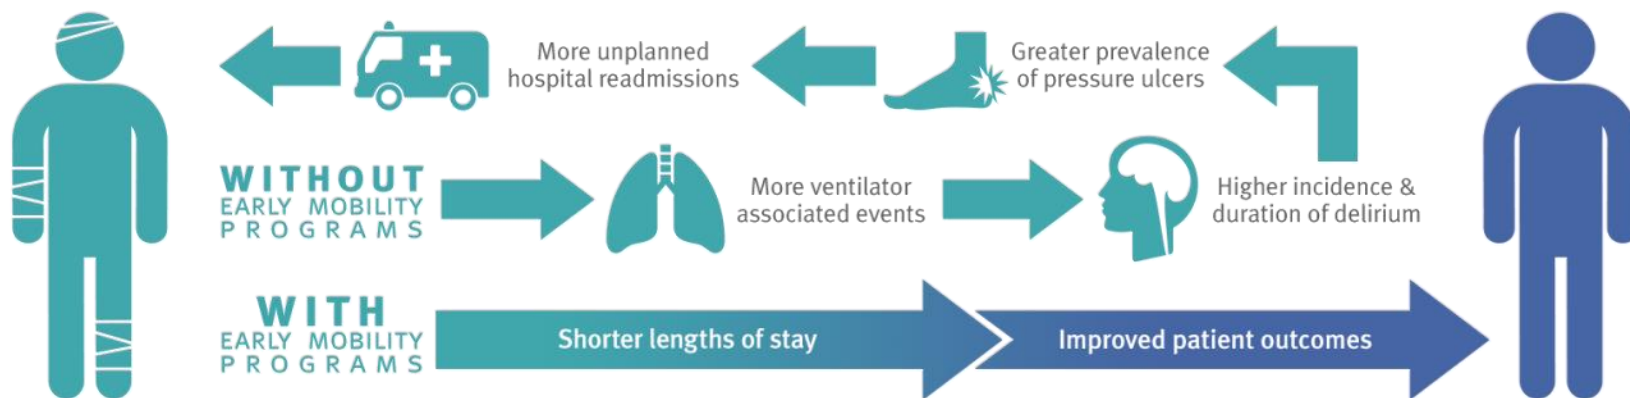 More unplanned
hospital readmissions
Greater prevalence
of pressure ulcers
WITHOUT
EARLY MOBILITY
PROGRAMS
More ventilator
associated events
Higher incidence &
duration of delirium
WITH
EARLY MOBILITY
PROGRAMS
Shorter lengths of stay
Improved patient outcomes